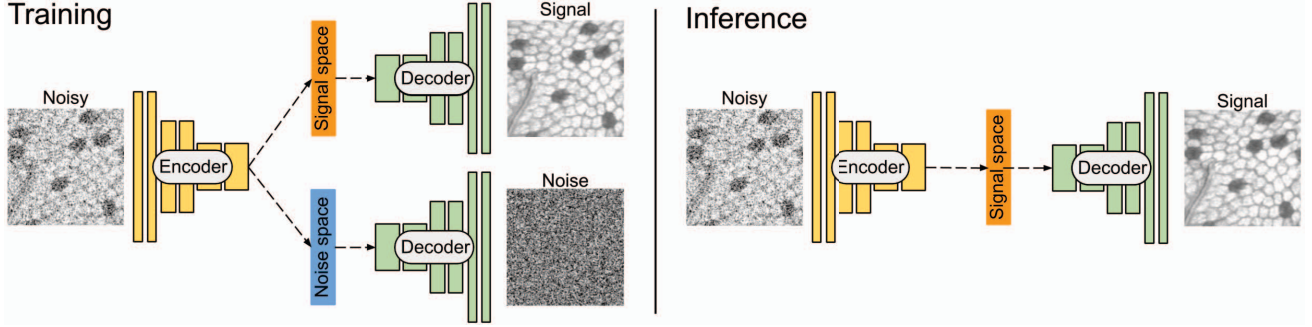 Training
Noisy
Encoder
Signal space
Decoder
Signal
Noise space
Decoder
Noise
Inference
Noisy
Encoder
Signal space
Decoder
Signal